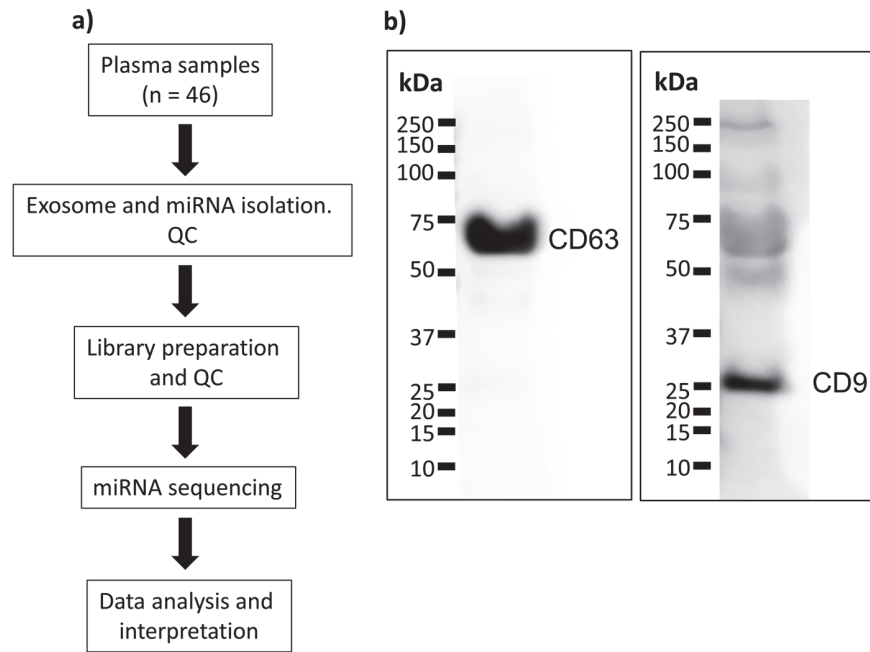 a)
Plasma samples
(n = 46)
Exosome and miRNA isolation.
QC
Library preparation
and QC
miRNA sequencing
Data analysis and
interpretation
b)
kDa
250
150
100
75
CD63
50
37
25
20
15
10
kDa
250
150
100
75
50
37
25
CD9
20
15
10